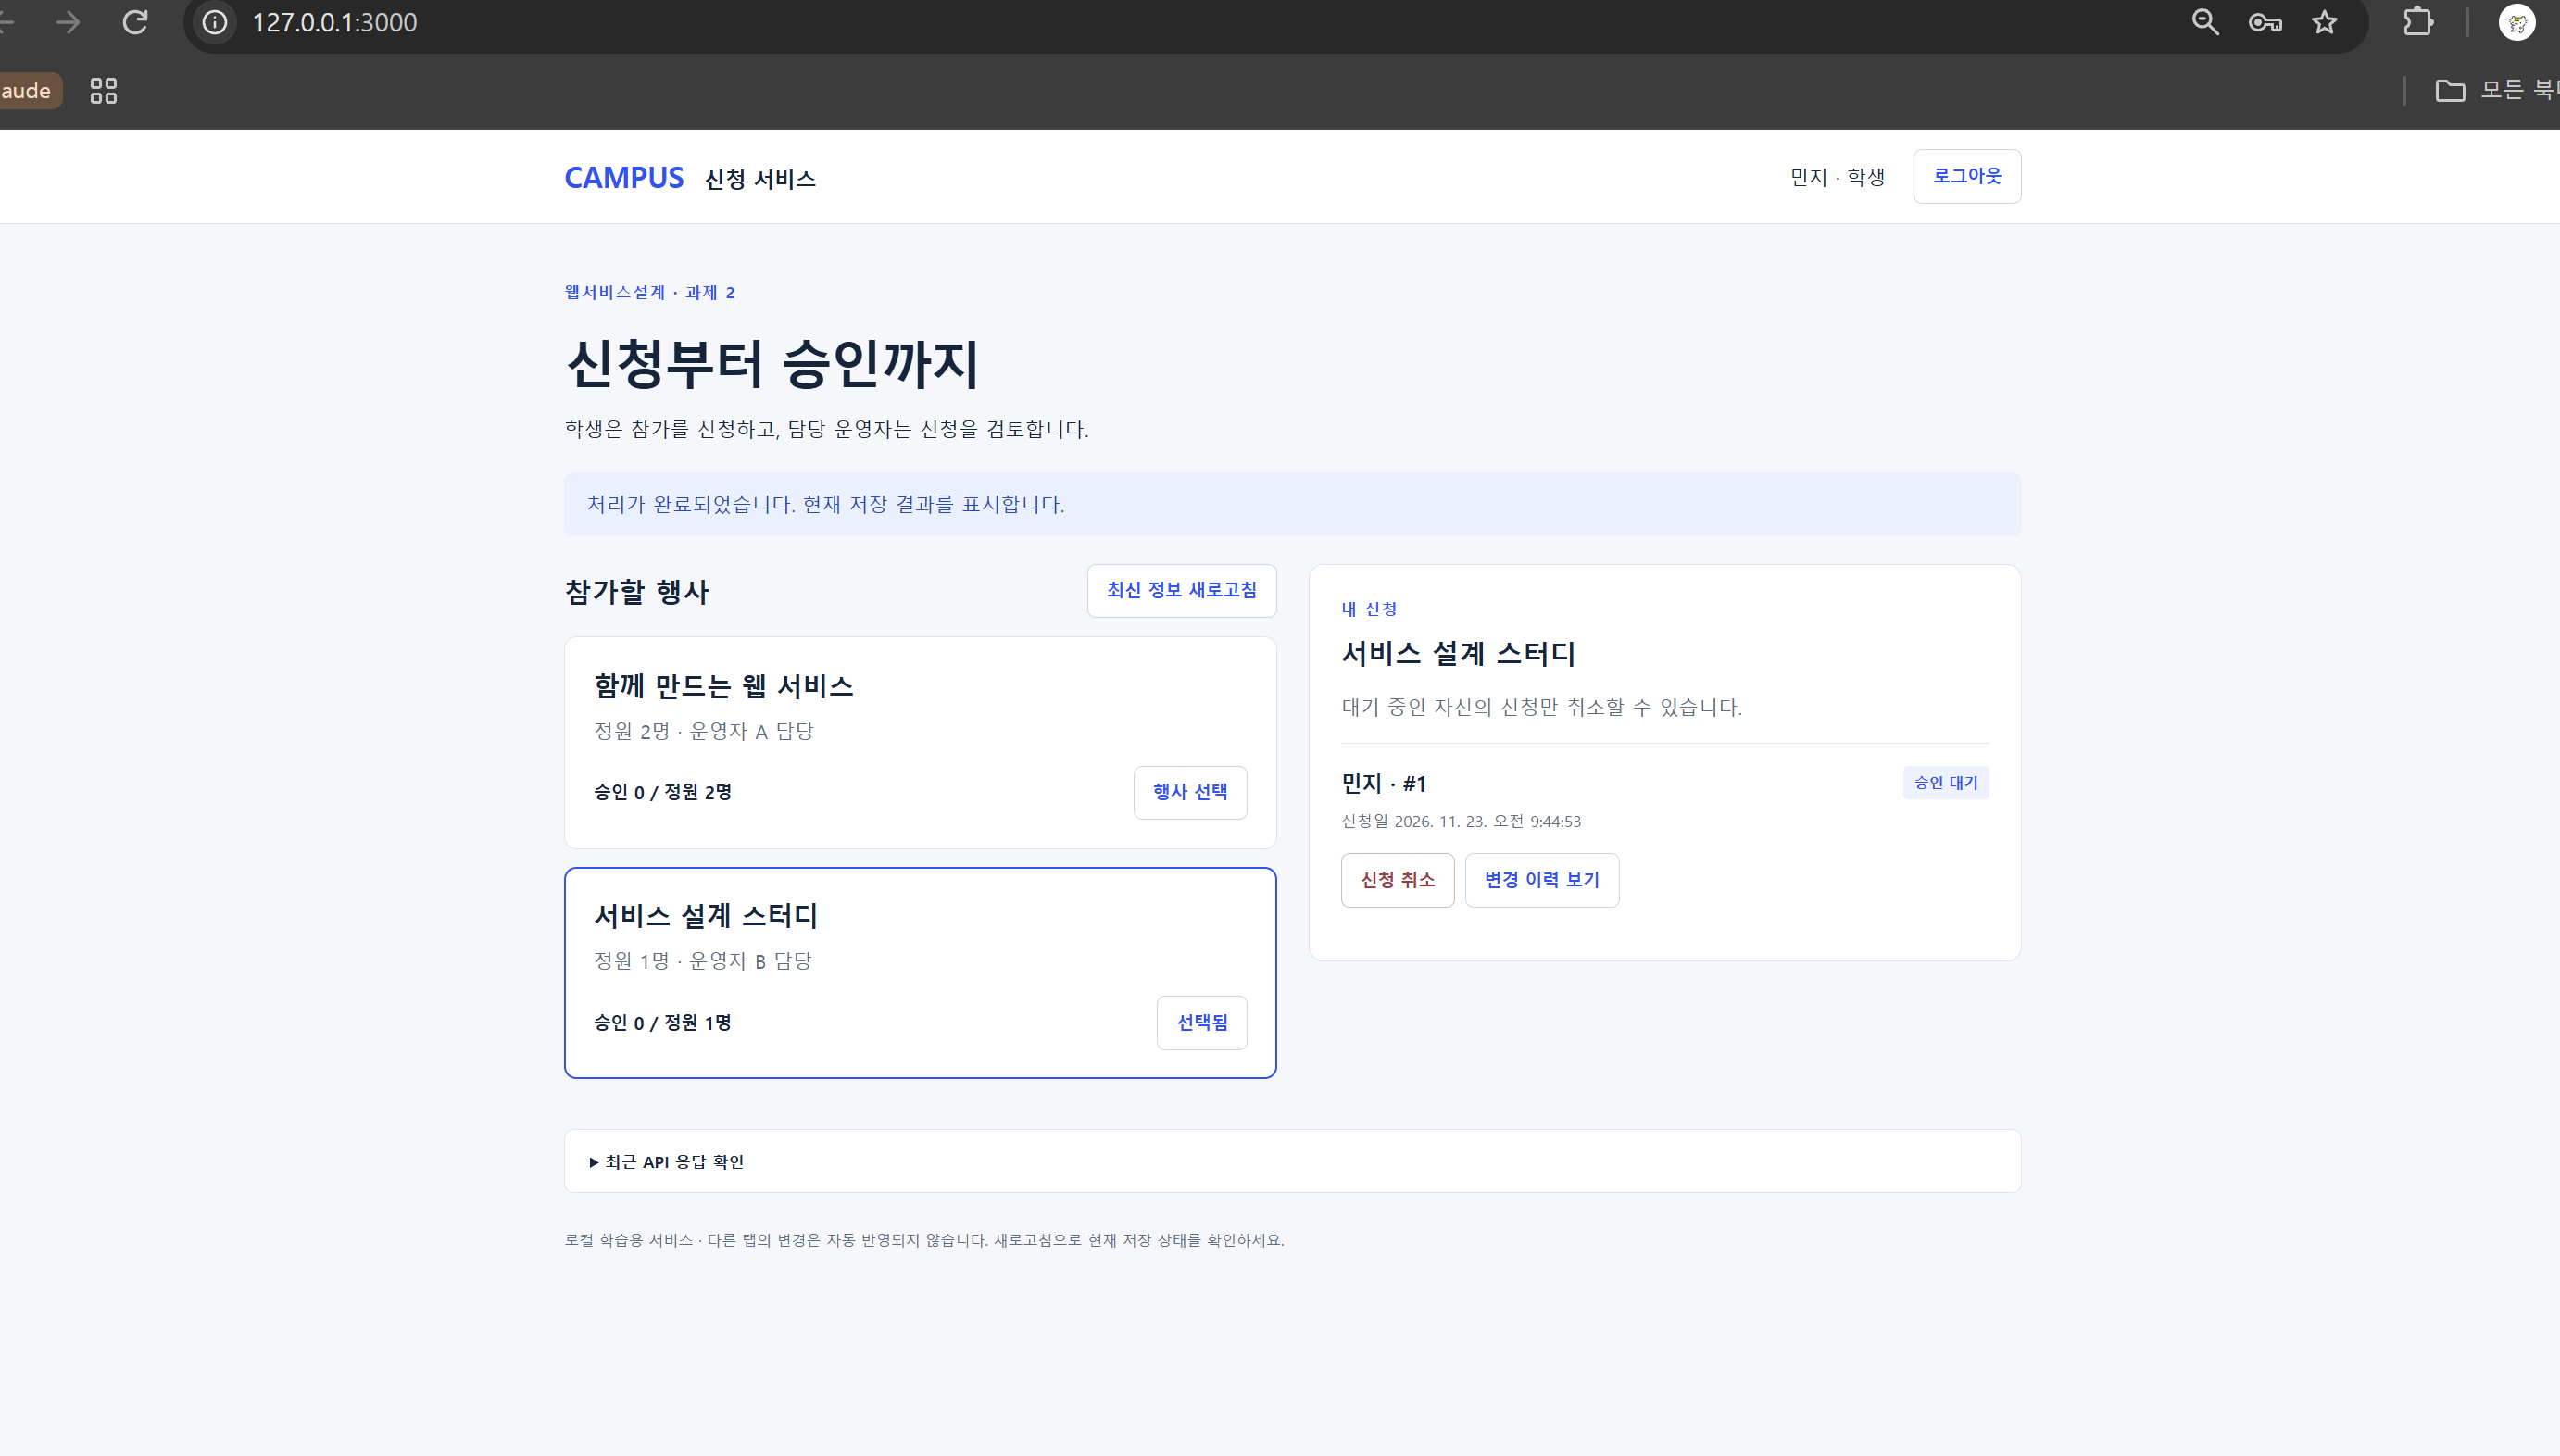 127.0.0.1:3000
aude
모든 북
CAMPUS 신청 서비스
민지 · 학생
로그아웃
웹서비스설계 · 과제 2
신청부터 승인까지
학생은 참가를 신청하고, 담당 운영자는 신청을 검토합니다.
처리가 완료되었습니다. 현재 저장 결과를 표시합니다.
참가할 행사
최신 정보 새로고침
함께 만드는 웹 서비스
정원 2명 · 운영자 A 담당
승인 0 / 정원 2명
행사 선택
서비스 설계 스터디
정원 1명 · 운영자 B 담당
승인 0 / 정원 1명
선택됨
내 신청
서비스 설계 스터디
대기 중인 자신의 신청만 취소할 수 있습니다.
민지 · #1
승인 대기
신청일 2026. 11. 23. 오전 9:44:53
신청 취소
변경 이력 보기
▶ 최근 API 응답 확인
로컬 학습용 서비스 · 다른 탭의 변경은 자동 반영되지 않습니다. 새로고침으로 현재 저장 상태를 확인하세요.